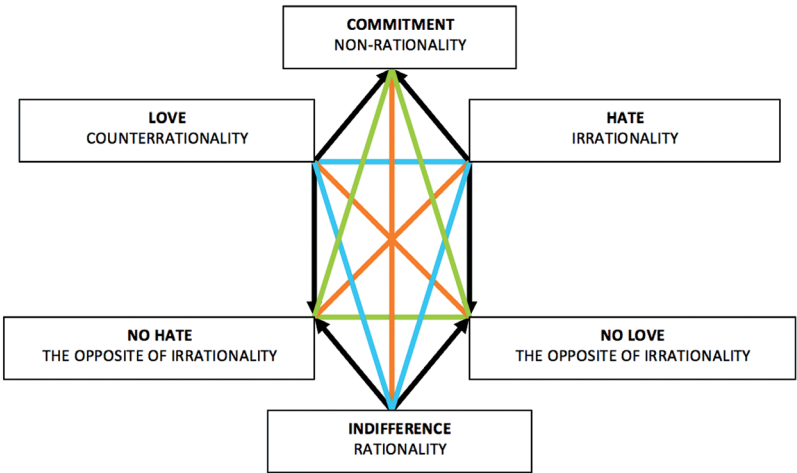 COMMITMENT
NON-RATIONALITY
LOVE
COUNTERRATIONALITY
HATE
IRRATIONALITY
NO HATE
THE OPPOSITE OF IRRATIONALITY
NO LOVE
THE OPPOSITE OF IRRATIONALITY
INDIFFERENCE
RATIONALITY